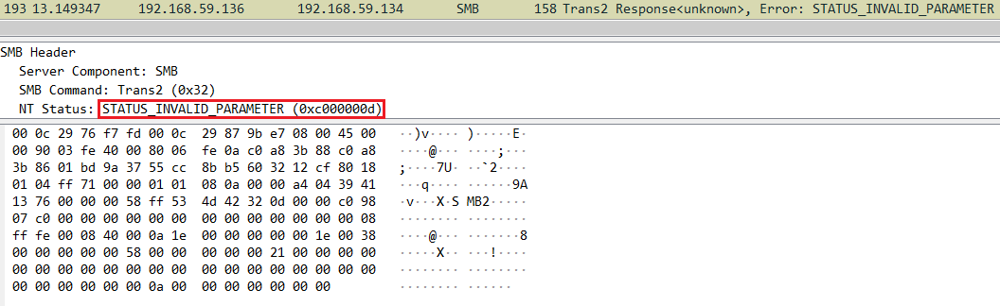 193 13.149347 192.168.59.136 192.168.59.134 SMB 158 Trans2 Response<unknown>, Error: STATUS_INVALID_PARAMETER
SMB Header
Server Component: SMB
SMB Command: Trans2 (0x32)
NT Status: STATUS_INVALID_PARAMETER (0xc000000d)
00 0c 29 76 f7 fd 00 0c 29 87 9b e7 08 00 45 00 ··)v···· )·····E·
00 90 03 fe 40 00 80 06 fe 0a c0 a8 3b 88 c0 a8 ····@··· ····;···
3b 86 01 bd 9a 37 55 cc 8b b5 60 32 12 cf 80 18 ;····7U· ··`2····
01 04 ff 71 00 00 01 01 08 0a 00 00 a4 04 39 41 ···q···· ······9A
13 76 00 00 00 58 ff 53 4d 42 32 0d 00 00 c0 98 ·v···X·S MB2·····
07 c0 00 00 00 00 00 00 00 00 00 00 00 00 00 08 ········ ········
ff fe 00 08 40 00 0a 1e 00 00 00 00 00 1e 00 38 ····@··· ·······8
00 00 00 00 00 58 00 00 00 00 00 21 00 00 00 00 ·····X·· ···!····
00 00 00 00 00 00 00 00 00 00 00 00 00 00 00 00 ········ ········
00 00 00 00 00 0a 00 00 00 00 00 00 00 00 ········ ······